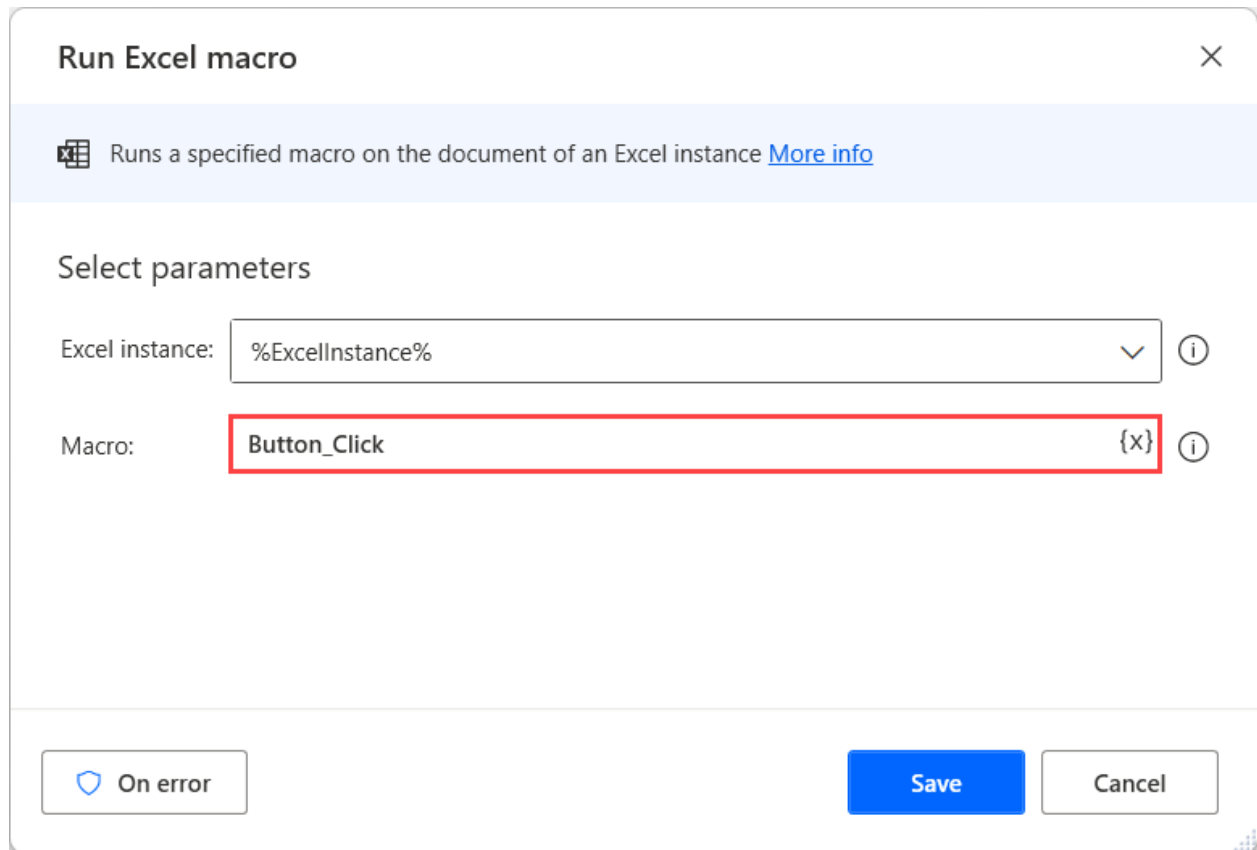 Run Excel macro
Runs a specified macro on the document of an Excel instance More info
Select parameters
Excel instance: %ExcelInstance%
Macro: Button_Click {x}
On error Save Cancel